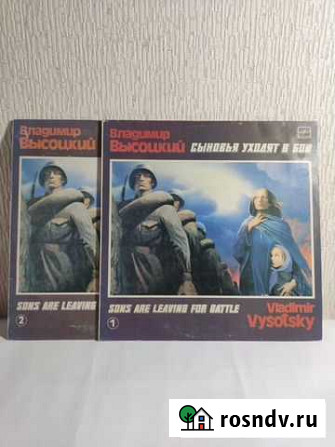 Владимир
Высоцкий
SONS ARE LEAVING
2
Владимир
Высоцкий СЫНОВЬЯ УХОДЯТ В БОЙ
SONS ARE LEAVING FOR BATTLE
1
Vladimir
Vysotsky
rosndv.ru